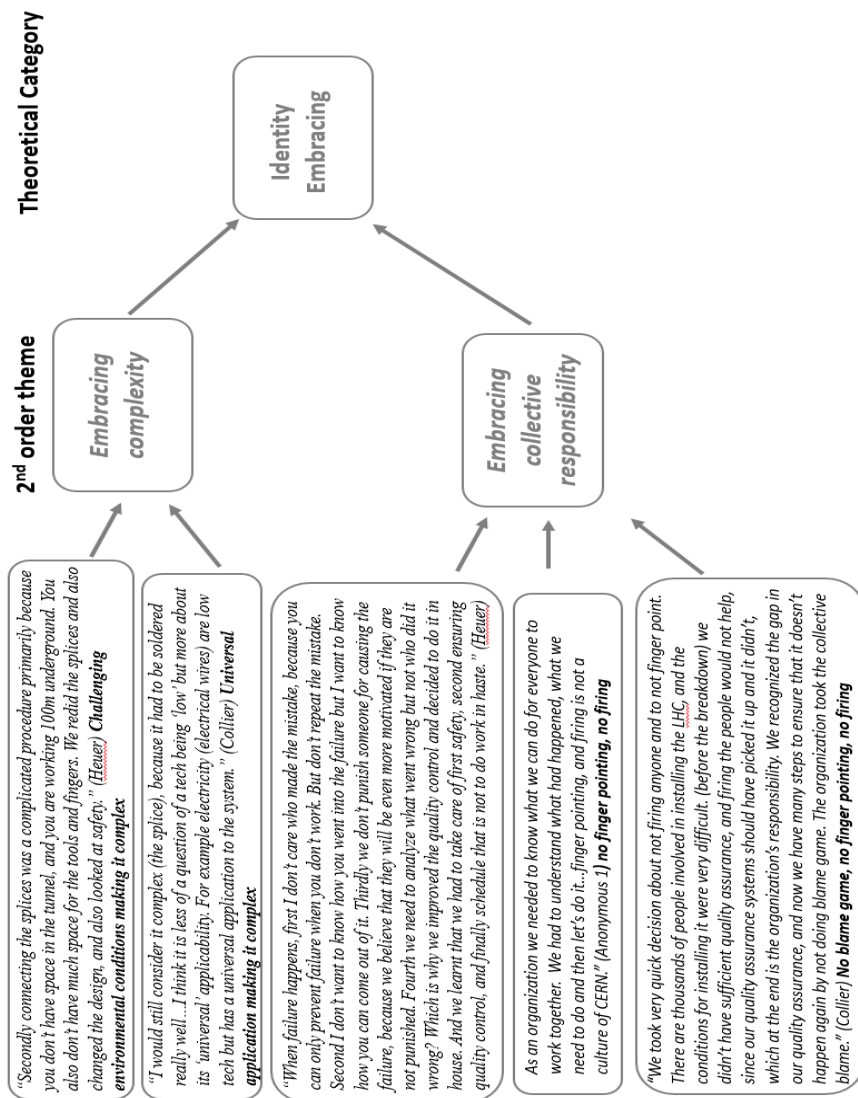 2nd order theme
Theoretical Category
“Secondly connecting the splices was a complicated procedure primarily because
you don’t have space in the tunnel, and you are working 100m underground. You
also don’t have much space for the tools and fingers. We redid the splices and also
changed the design, and also looked at safety.” (Heuer) Challenging
environmental conditions making it complex
“I would still consider it complex (the splice), because it had to be soldered
really well…I think it is less of a question of a tech being ‘low’ but more about
its ‘universal’ applicability. For example electricity (electrical wires) are low
tech but has a universal application to the system.” (Collier) Universal
application making it complex
Embracing
complexity
“When failure happens, first I don’t care who made the mistake, because you
can only prevent failure when you don’t work. But don’t repeat the mistake.
Second I don’t want to know how you went into the failure but I want to know
how you can come out of it. Thirdly we don’t punish someone for causing the
failure, because we believe that they will be even more motivated if they are
not punished. Fourth we need to analyze what went wrong but not who did it
wrong? Which is why we improved the quality control and decided to do it in
house. And we learnt that we had to take care of first safety, second ensuring
quality control, and finally schedule that is not to do work in haste.” (Heuer)
As an organization we needed to know what we can do for everyone to
work together. We had to understand what had happened, what we
need to do and then let’s do it…finger pointing, and firing is not a
culture of CERN.” (Anonymous 1) no finger pointing, no firing
“We took very quick decision about not firing anyone and to not finger point.
There are thousands of people involved in installing the LHC, and the
conditions for installing it were very difficult. (before the breakdown) we
didn’t have sufficient quality assurance, and firing the people would not help,
since our quality assurance systems should have picked it up and it didn’t,
which at the end is the organization’s responsibility. We recognized the gap in
our quality assurance, and now we have many steps to ensure that it doesn’t
happen again by not doing blame game. The organization took the collective
blame.” (Collier) No blame game, no finger pointing, no firing
Embracing
collective
responsibility
Identity
Embracing